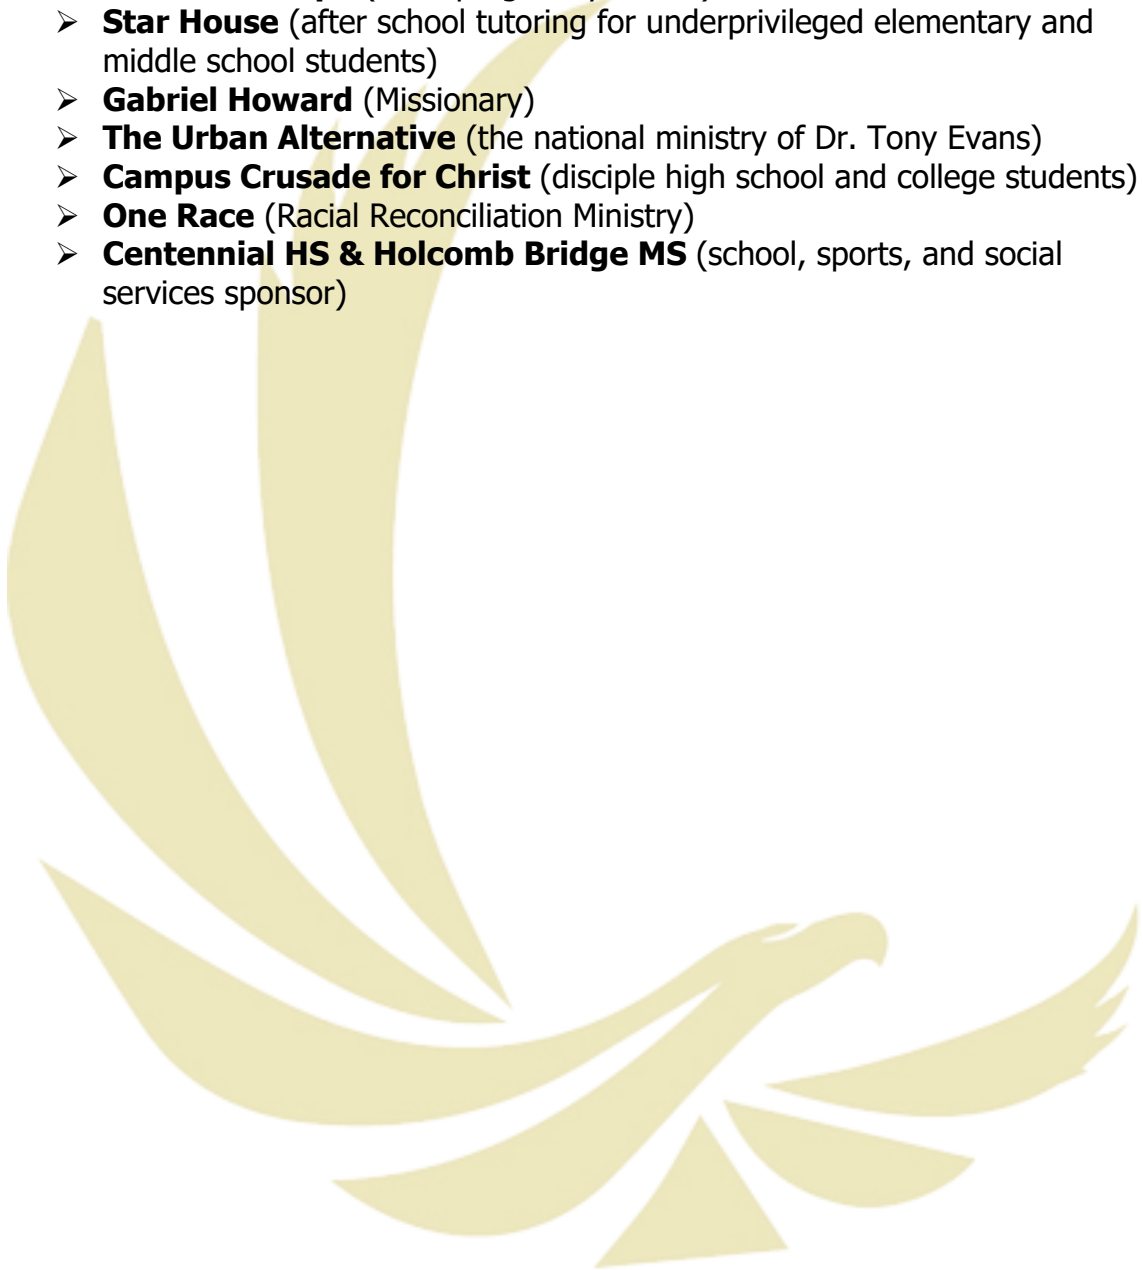 ➢ Star House (after school tutoring for underprivileged elementary and
middle school students)
➢ Gabriel Howard (Missionary)
➢ The Urban Alternative (the national ministry of Dr. Tony Evans)
➢ Campus Crusade for Christ (disciple high school and college students)
➢ One Race (Racial Reconciliation Ministry)
➢ Centennial HS & Holcomb Bridge MS (school, sports, and social
services sponsor)